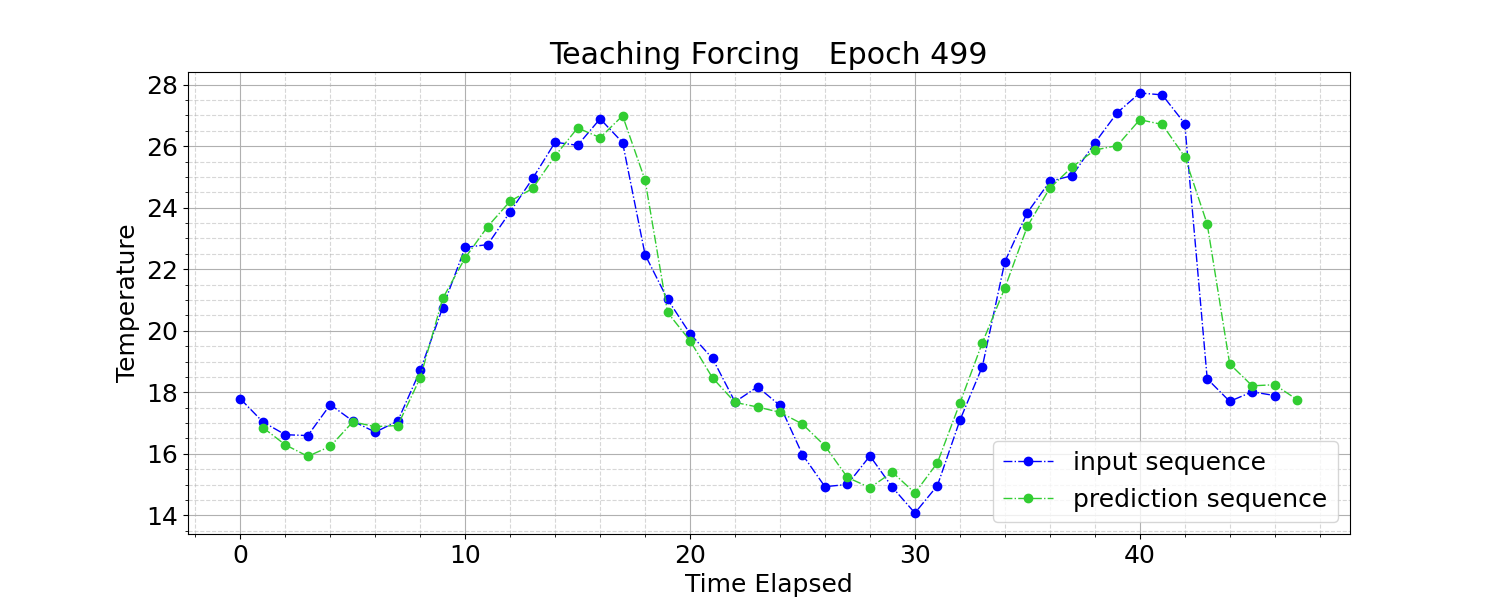 Teaching Forcing   Epoch 499
28
26
24
22
20
18
16
14
Temperature
input sequence
prediction sequence
0 10 20 30 40
Time Elapsed